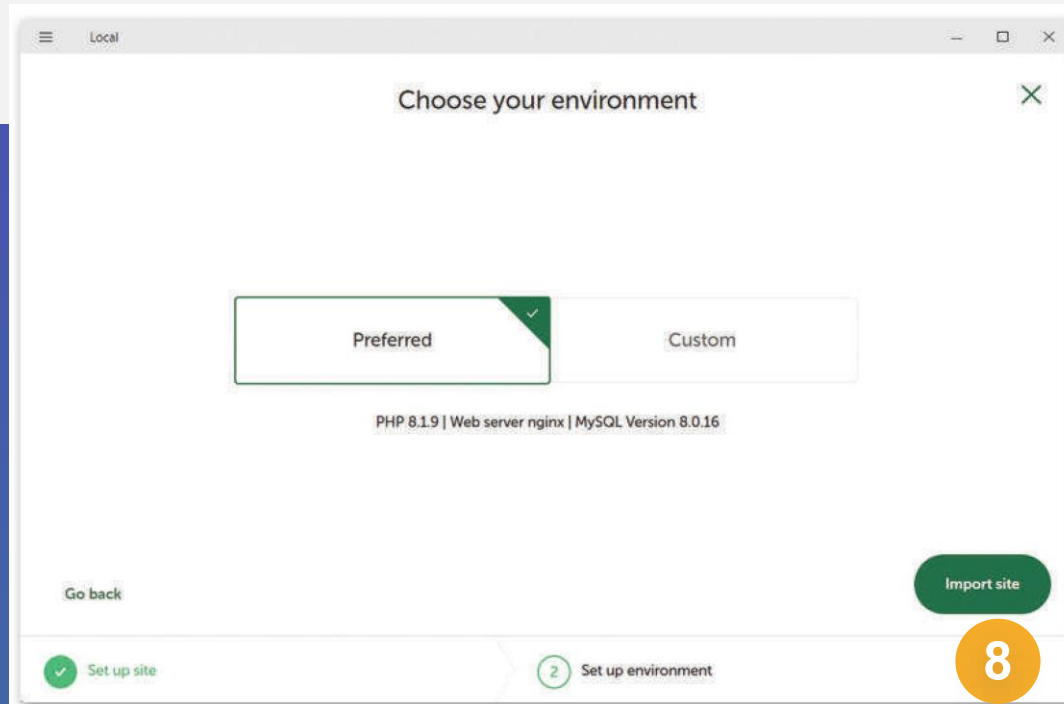 Local
Choose your environment
Preferred
Custom
PHP 8.1.9 | Web server nginx | MySQL Version 8.0.16
Go back
Import site
Set up site
2 Set up environment
8